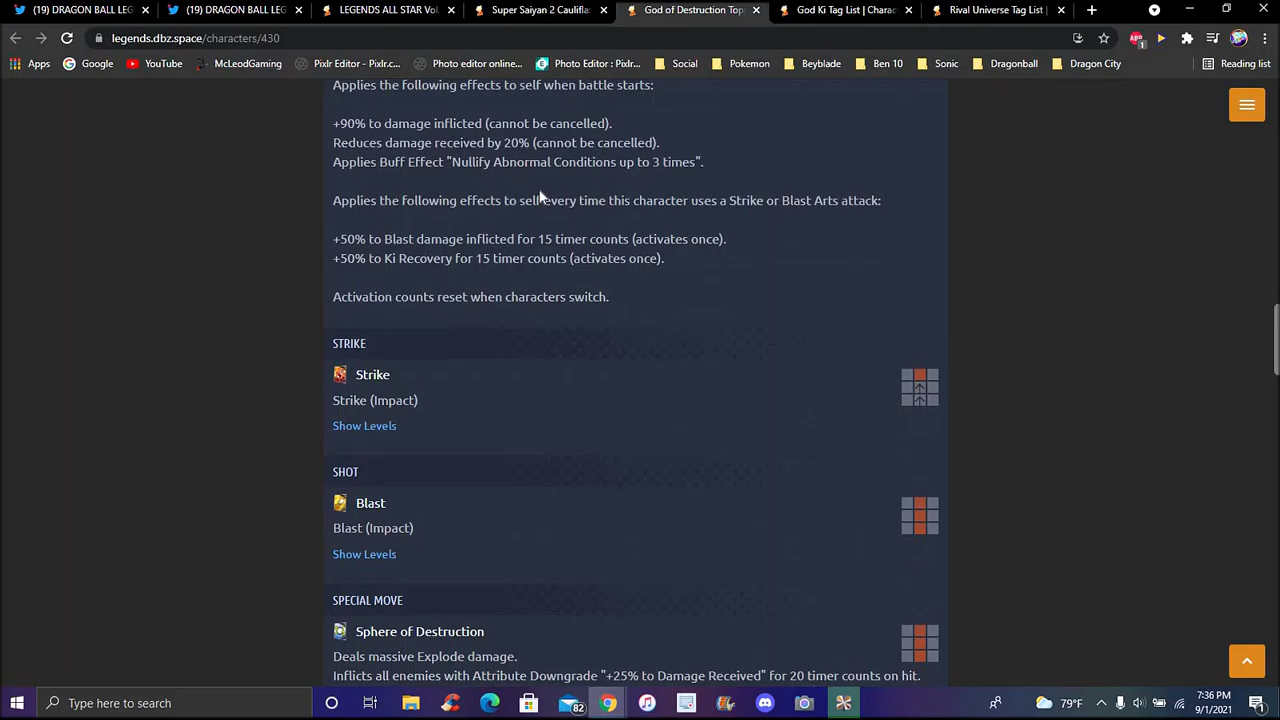 (19) DRAGON BALL LEG
(19) DRAGON BALL LEG
LEGENDS ALL STAR Vol
Super Saiyan 2 Caulifla
God of Destruction Top
God Ki Tag List | Charac
Rival Universe Tag List |
legends.dbz.space/characters/430
Apps
Google
YouTube
McLeodGaming
Pixlr Editor - Pixlr.c...
Photo editor online...
Photo Editor : Pixlr...
Social
Pokemon
Beyblade
Ben 10
Sonic
Dragonball
Dragon City
Reading list
Applies the following effects to self when battle starts:
+90% to damage inflicted (cannot be cancelled).
Reduces damage received by 20% (cannot be cancelled).
Applies Buff Effect "Nullify Abnormal Conditions up to 3 times".
Applies the following effects to self every time this character uses a Strike or Blast Arts attack:
+50% to Blast damage inflicted for 15 timer counts (activates once).
+50% to Ki Recovery for 15 timer counts (activates once).
Activation counts reset when characters switch.
STRIKE
Strike
Strike (Impact)
Show Levels
SHOT
Blast
Blast (Impact)
Show Levels
SPECIAL MOVE
Sphere of Destruction
Deals massive Explode damage.
Inflicts all enemies with Attribute Downgrade "+25% to Damage Received" for 20 timer counts on hit.
Type here to search
82
79°F
7:36 PM
9/1/2021